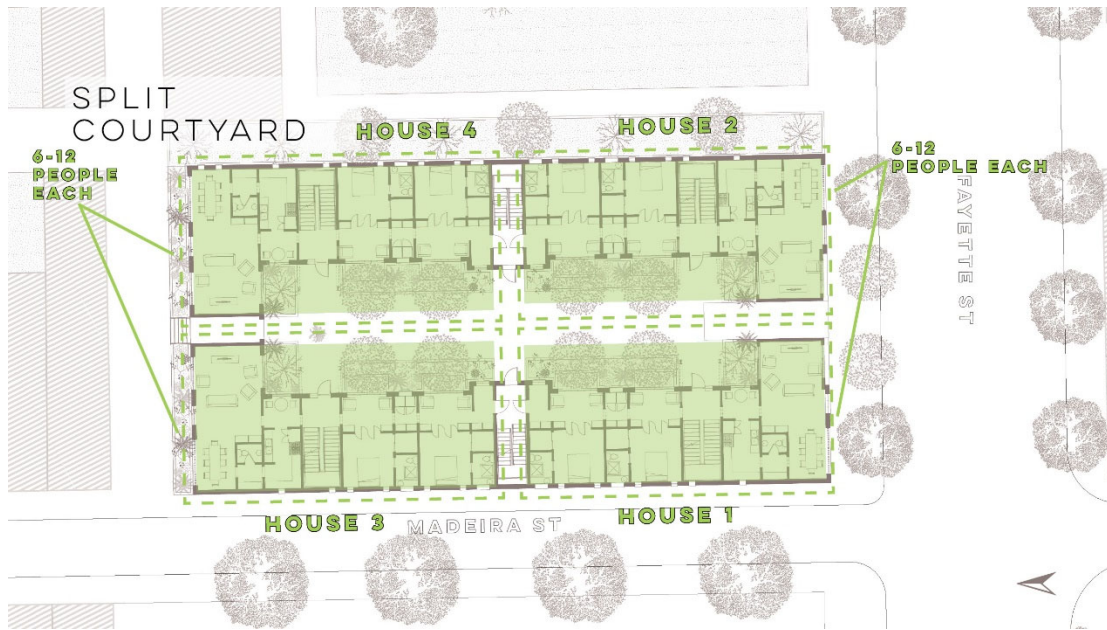 SPLIT
COURTYARD
HOUSE 4
HOUSE 2
6-12
PEOPLE
EACH
6-12
PEOPLE EACH
FAYETTE ST
HOUSE 3
MADEIRA ST
HOUSE 1